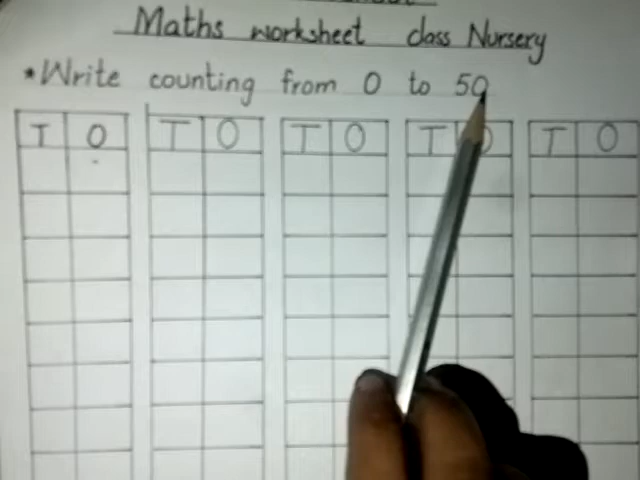 Maths worksheet class Nursery
*Write counting from 0 to 50
T O T O T O T O T O